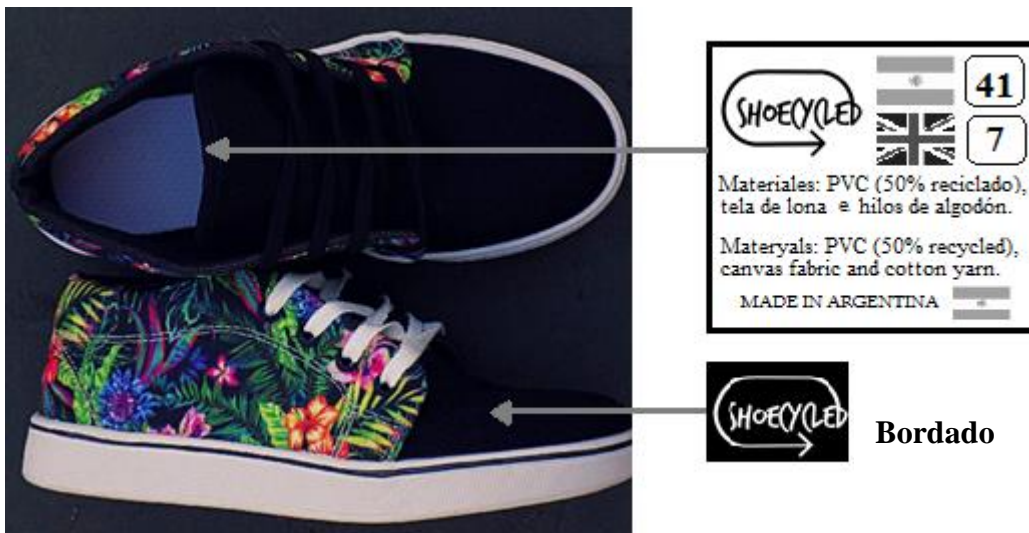 SHOECYCLED
41
7
Materiales: PVC (50% reciclado),
tela de lona e hilos de algodón.
Materyals: PVC (50% recycled),
canvas fabric and cotton yarn.
MADE IN ARGENTINA
SHOECYCLED
Bordado